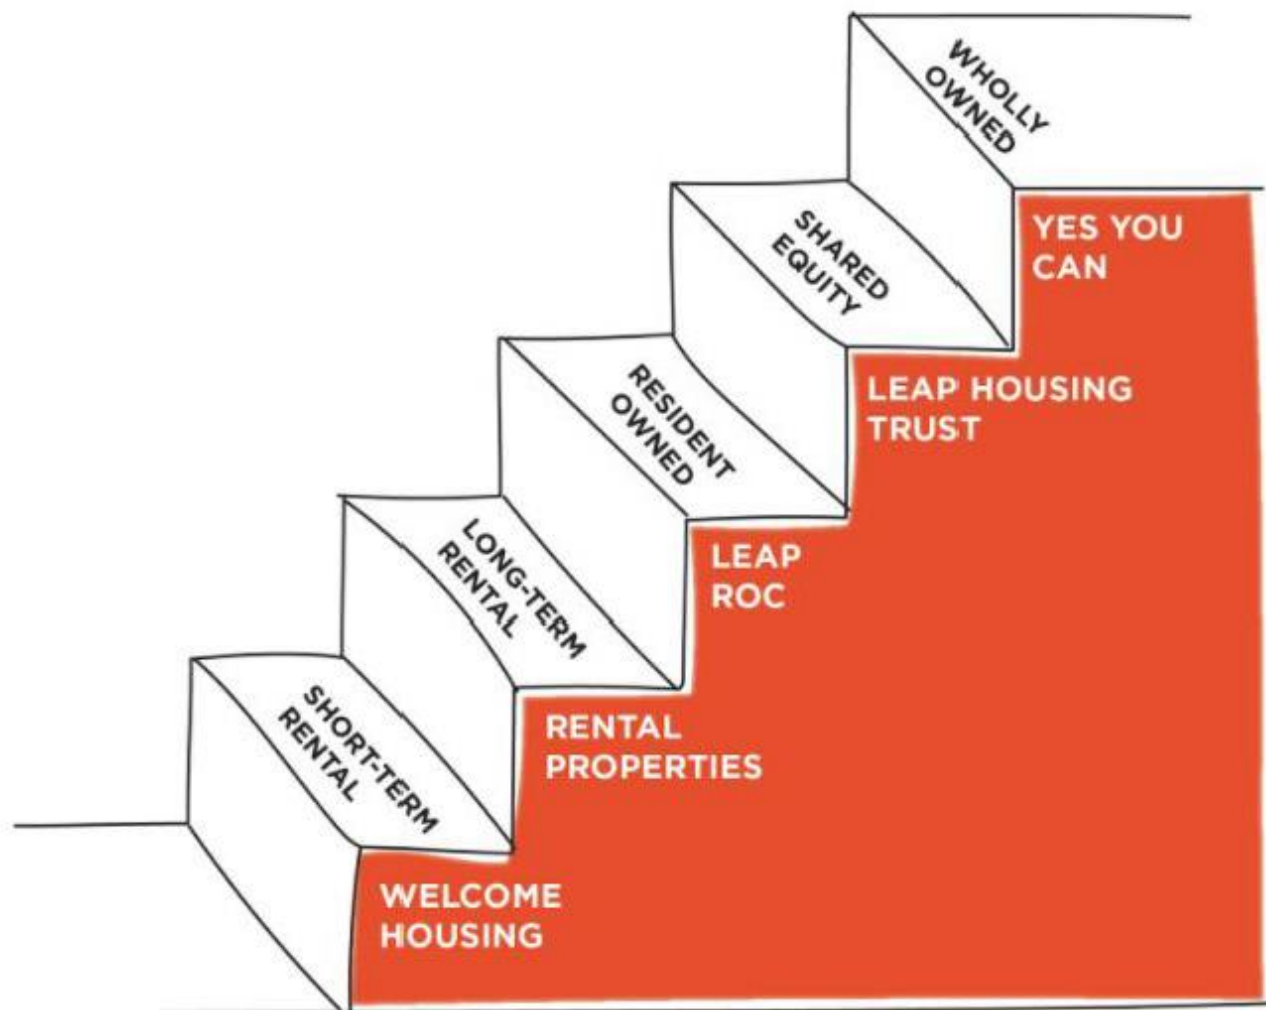 WHOLLY
OWNED
YES YOU
CAN
SHARED
EQUITY
LEAP HOUSING
TRUST
RESIDENT
OWNED
LEAP
ROC
LONG-TERM
RENTAL
RENTAL
PROPERTIES
SHORT-TERM
RENTAL
WELCOME
HOUSING